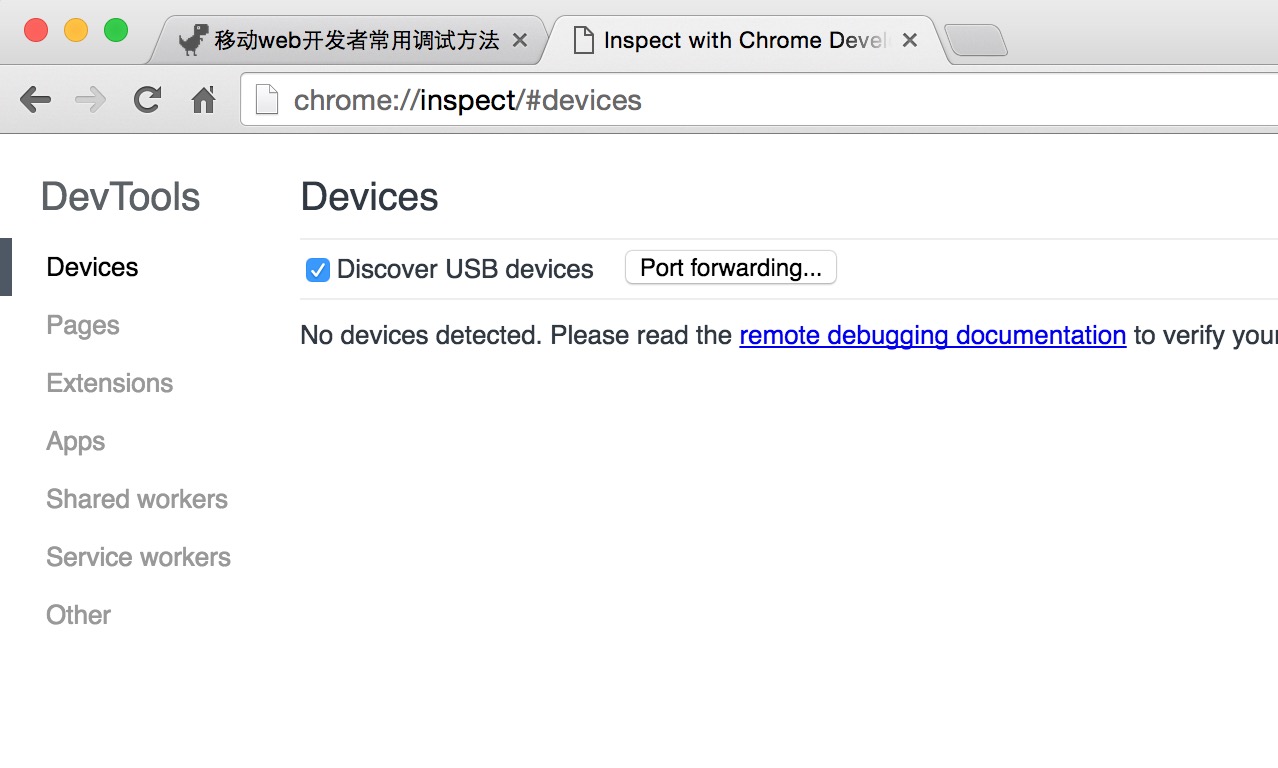 移动web开发者常用调试方法
Inspect with Chrome Devel
chrome://inspect/#devices
DevTools
Devices
Pages
Extensions
Apps
Shared workers
Service workers
Other
Devices
Discover USB devices Port forwarding...
No devices detected. Please read the remote debugging documentation to verify your